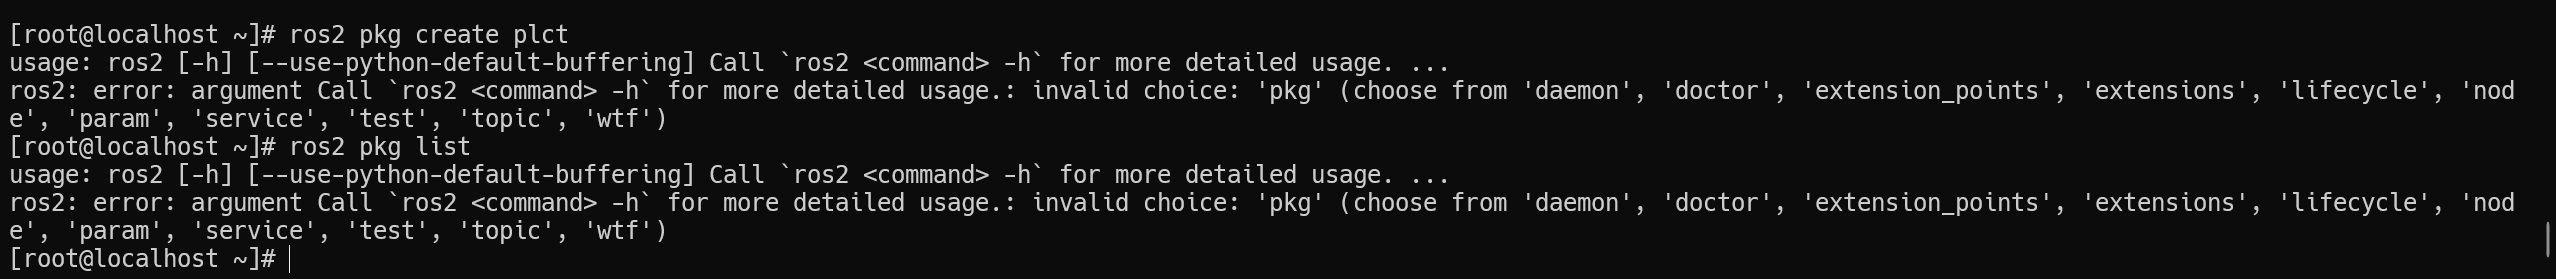 [root@localhost ~]# ros2 pkg create plct
usage: ros2 [-h] [--use-python-default-buffering] Call `ros2 <command> -h` for more detailed usage. ...
ros2: error: argument Call `ros2 <command> -h` for more detailed usage.: invalid choice: 'pkg' (choose from 'daemon', 'doctor', 'extension_points', 'extensions', 'lifecycle', 'nod
e', 'param', 'service', 'test', 'topic', 'wtf')
[root@localhost ~]# ros2 pkg list
usage: ros2 [-h] [--use-python-default-buffering] Call `ros2 <command> -h` for more detailed usage. ...
ros2: error: argument Call `ros2 <command> -h` for more detailed usage.: invalid choice: 'pkg' (choose from 'daemon', 'doctor', 'extension_points', 'extensions', 'lifecycle', 'nod
e', 'param', 'service', 'test', 'topic', 'wtf')
[root@localhost ~]#